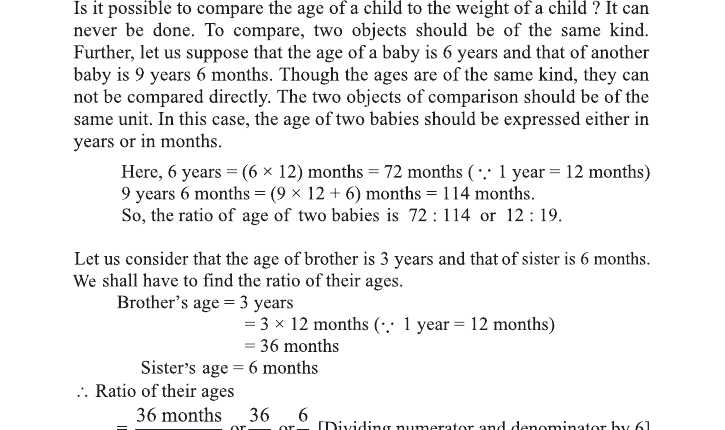 Is it possible to compare the age of a child to the weight of a child ? It can
never be done. To compare, two objects should be of the same kind.
Further, let us suppose that the age of a baby is 6 years and that of another
baby is 9 years 6 months. Though the ages are of the same kind, they can
not be compared directly. The two objects of comparison should be of the
same unit. In this case, the age of two babies should be expressed either in
years or in months.
Here, 6 years = (6 × 12) months = 72 months ( ∵ 1 year = 12 months)
9 years 6 months = (9 × 12 + 6) months = 114 months.
So, the ratio of age of two babies is 72 : 114 or 12 : 19.
Let us consider that the age of brother is 3 years and that of sister is 6 months.
We shall have to find the ratio of their ages.
Brother's age = 3 years
= 3 × 12 months (∵ 1 year = 12 months)
= 36 months
Sister's age = 6 months
∴ Ratio of their ages
= 36 months or 36 or 6 [Dividing numerator and denominator by 6]